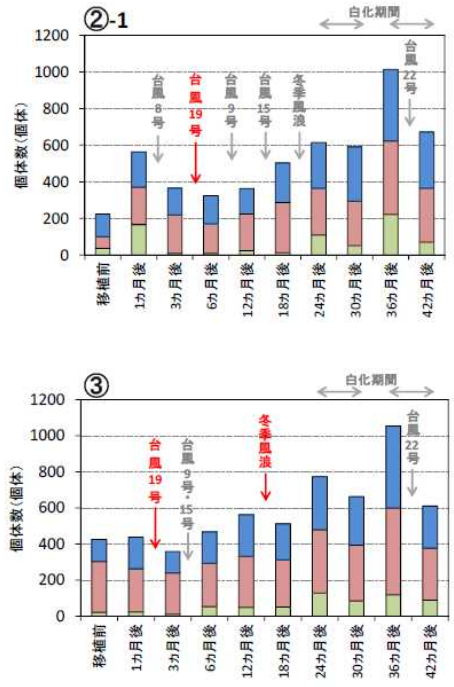 ②-1
白化期間
1200
1000
800
600
400
200
0
個体数(個体)
台風8号
台風19号
台風9号
台風15号
冬季風浪
台風22号
移植前
1カ月後
3カ月後
6カ月後
12カ月後
18カ月後
24カ月後
30カ月後
36カ月後
42カ月後
③
白化期間
1200
1000
800
600
400
200
0
個体数(個体)
台風19号
台風9号・15号
冬季風浪
台風22号
移植前
1カ月後
3カ月後
6カ月後
12カ月後
18カ月後
24カ月後
30カ月後
36カ月後
42カ月後